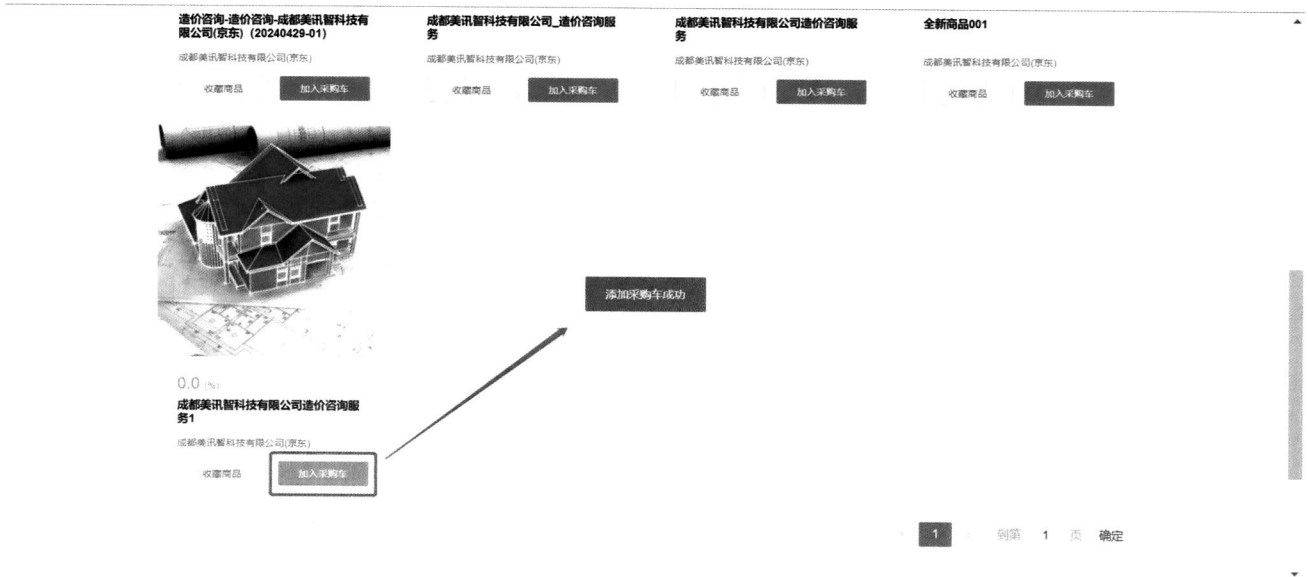 造价咨询-造价咨询-成都美讯智科技有
限公司(京东)（20240429-01）
成都美讯智科技有限公司(京东)
收藏商品
加入采购车
成都美讯智科技有限公司_造价咨询服
务
成都美讯智科技有限公司(京东)
收藏商品
加入采购车
成都美讯智科技有限公司造价咨询服
务
成都美讯智科技有限公司(京东)
收藏商品
加入采购车
全新商品001
成都美讯智科技有限公司(京东)
收藏商品
加入采购车
添加采购车成功
0.0 (%)
成都美讯智科技有限公司造价咨询服
务1
成都美讯智科技有限公司(京东)
收藏商品
加入采购车
1 到第 1 页 确定